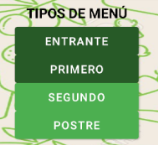 TIPOS DE MENÚ
ENTRANTE
PRIMERO
SEGUNDO
POSTRE